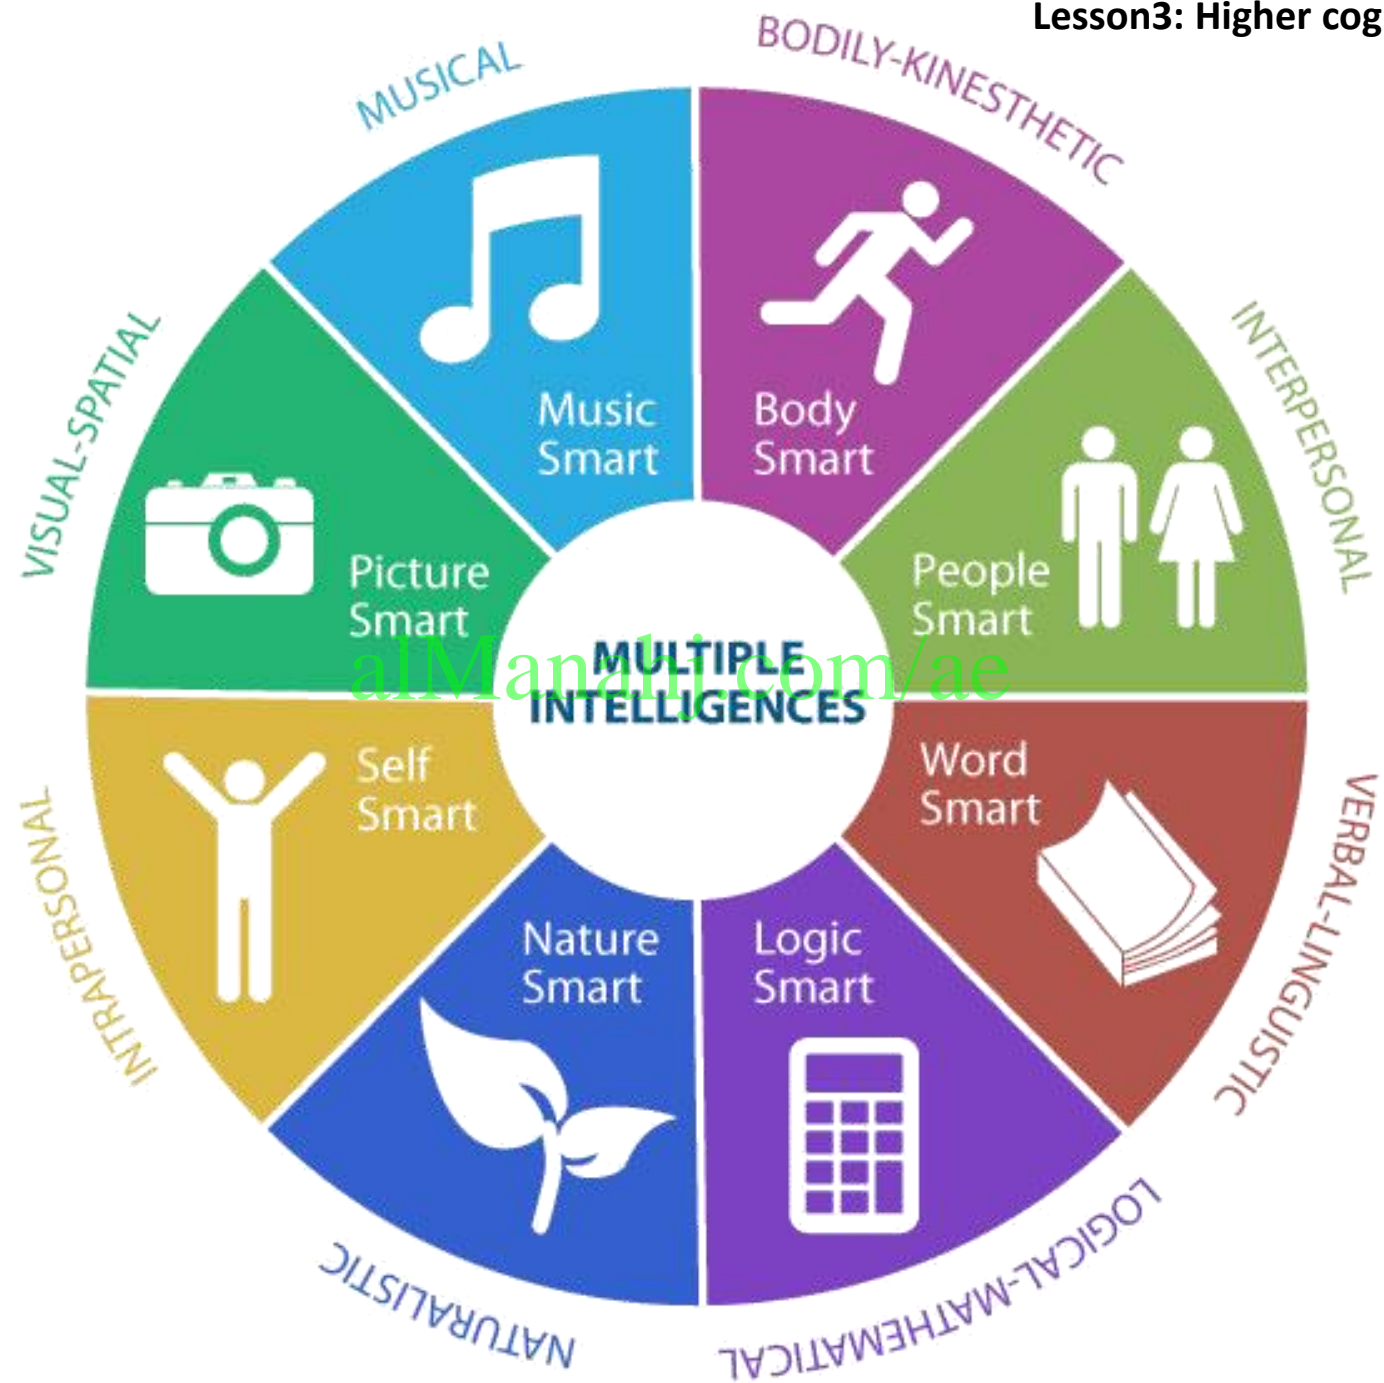 Lesson3: Higher cog
MUSICAL
BODILY-KINESTHETIC
INTERPERSONAL
VERBAL-LINGUISTIC
LOGICAL-MATHEMATICAL
NATURALISTIC
INTRAPERSONAL
VISUAL-SPATIAL
Music
Smart
Body
Smart
People
Smart
Word
Smart
Logic
Smart
Nature
Smart
Self
Smart
Picture
Smart
MULTIPLE
INTELLIGENCES
alManahj.com/ae